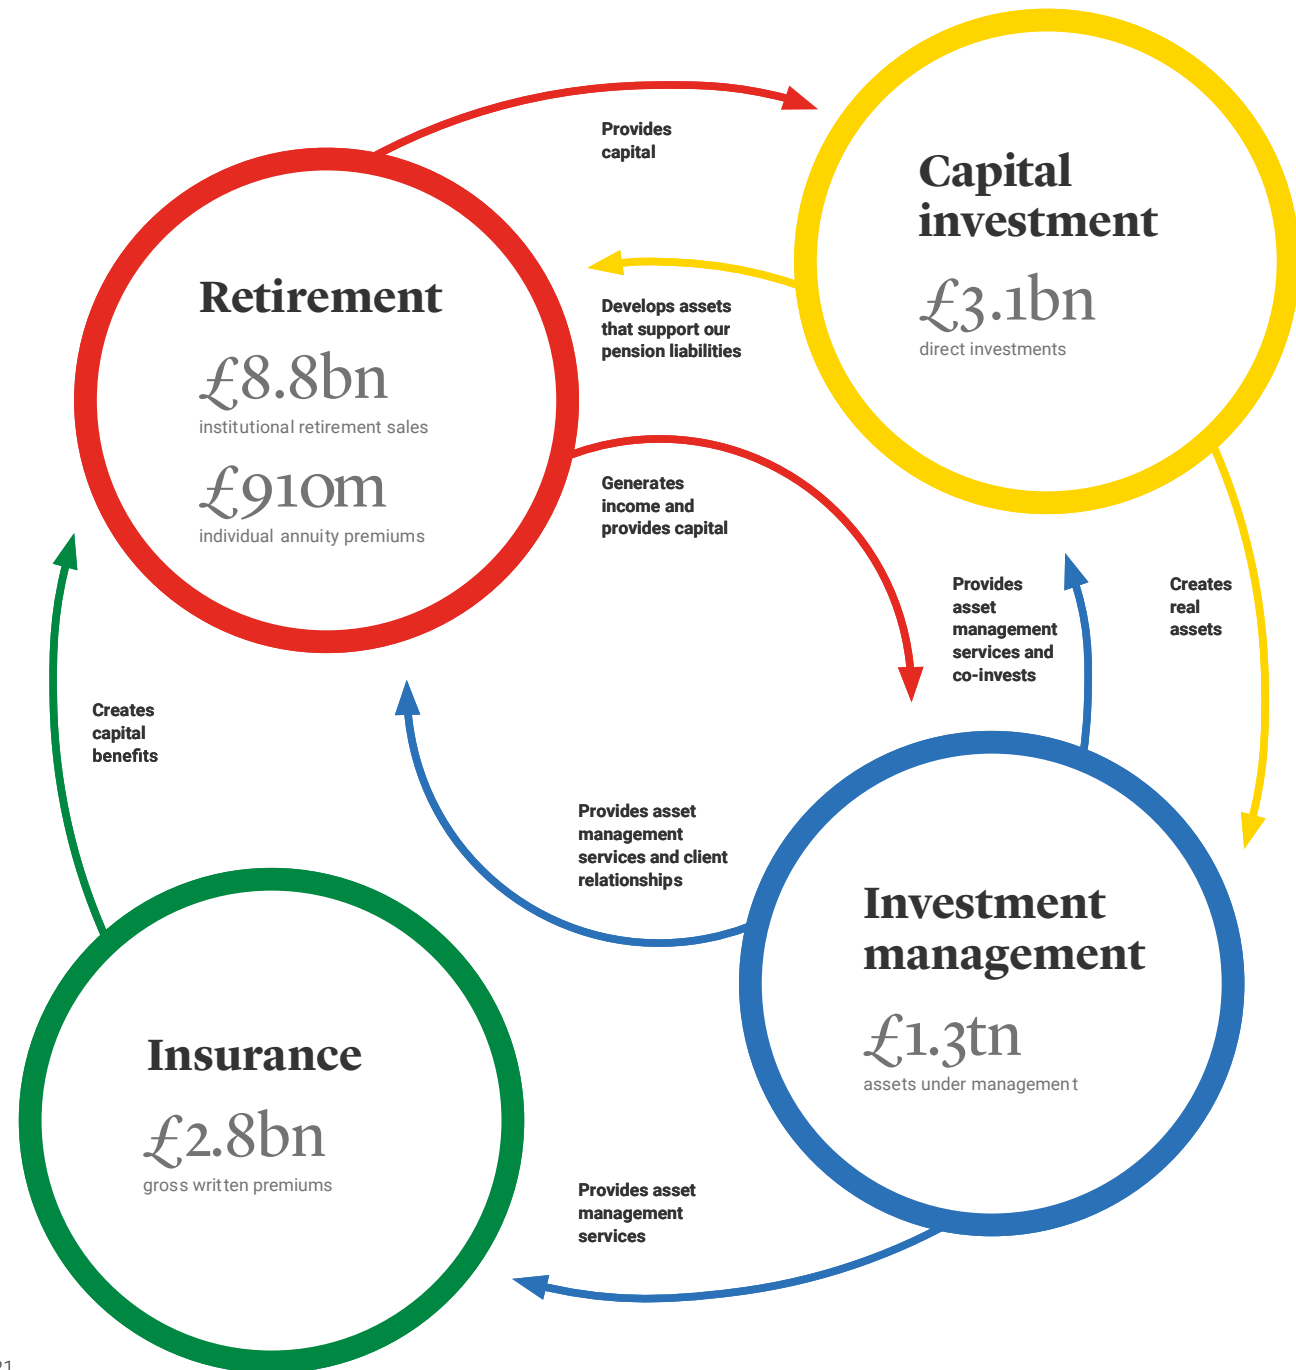 Provides
capital
Capital
investment
£3.1bn
direct investments
Retirement
£8.8bn
institutional retirement sales
£910m
individual annuity premiums
Develops assets
that support our
pension liabilities
Generates
income and
provides capital
Provides
asset
management
services and
co-invests
Creates
real
assets
Creates
capital
benefits
Provides asset
management
services and client
relationships
Investment
management
£1.3tn
assets under management
Insurance
£2.8bn
gross written premiums
Provides asset
management
services